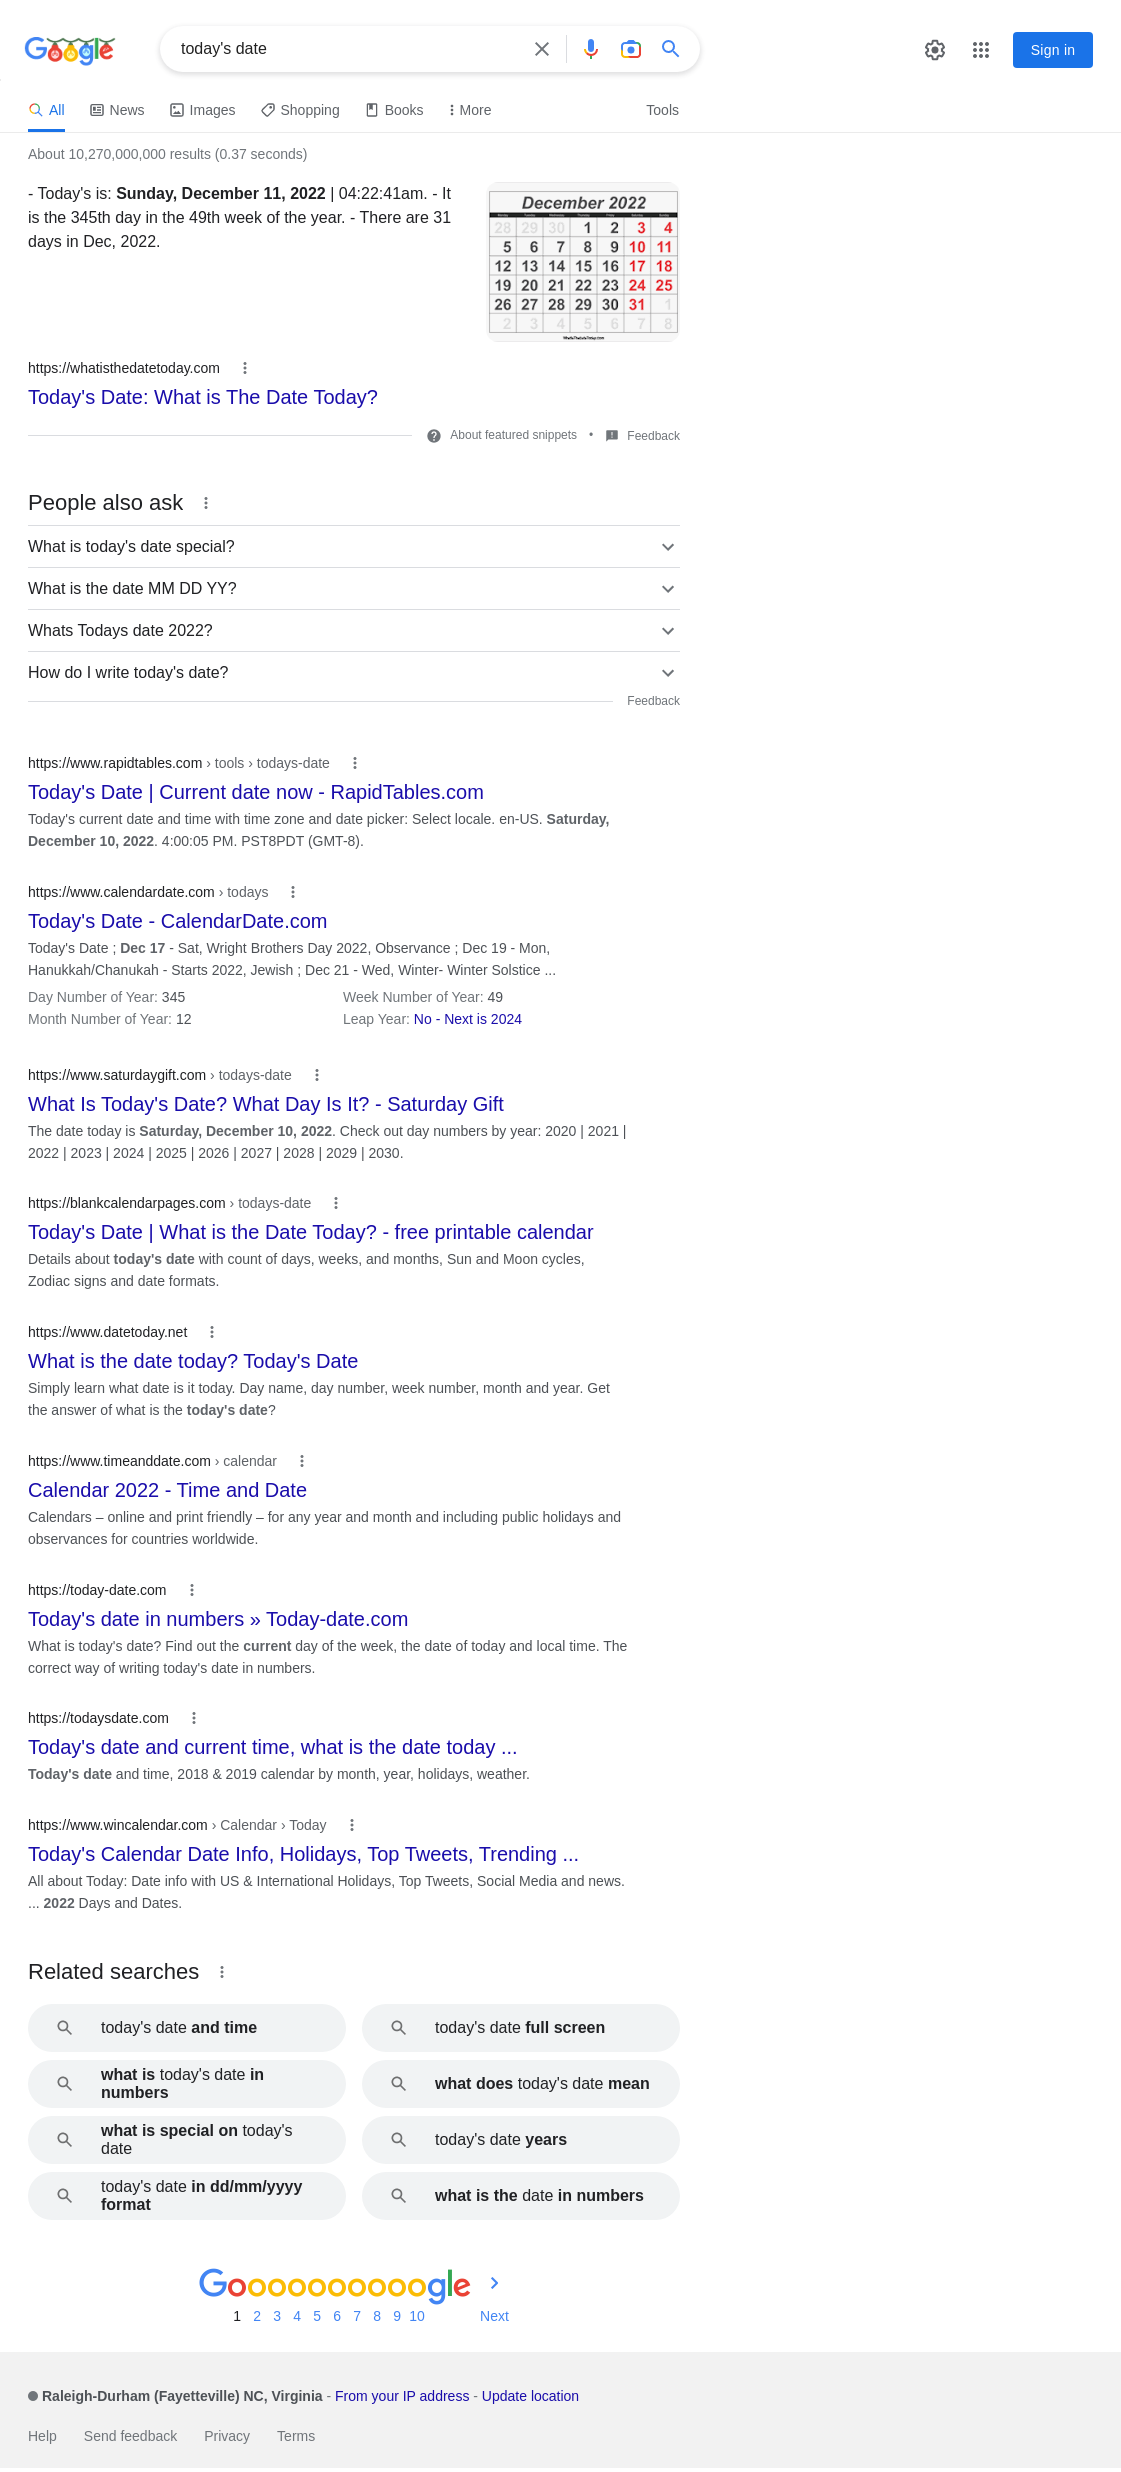 Google
today's date
Sign in
All
News
Images
Shopping
Books
More
Tools
About 10,270,000,000 results (0.37 seconds)
- Today's is: Sunday, December 11, 2022 | 04:22:41am. - It
is the 345th day in the 49th week of the year. - There are 31
days in Dec, 2022.
December 2022
Monday Tuesday Wednesday Thursday Friday Saturday Sunday
28 29 30 1 2 3 4
5 6 7 8 9 10 11
12 13 14 15 16 17 18
19 20 21 22 23 24 25
26 27 28 29 30 31 1
2 3 4 5 6 7 8
WhatIsTheDateToday.Com
https://whatisthedatetoday.com
Today's Date: What is The Date Today?
About featured snippets • Feedback
People also ask
What is today's date special?
What is the date MM DD YY?
Whats Todays date 2022?
How do I write today's date?
Feedback
https://www.rapidtables.com › tools › todays-date
Today's Date | Current date now - RapidTables.com
Today's current date and time with time zone and date picker: Select locale. en-US. Saturday,
December 10, 2022. 4:00:05 PM. PST8PDT (GMT-8).
https://www.calendardate.com › todays
Today's Date - CalendarDate.com
Today's Date ; Dec 17 - Sat, Wright Brothers Day 2022, Observance ; Dec 19 - Mon,
Hanukkah/Chanukah - Starts 2022, Jewish ; Dec 21 - Wed, Winter- Winter Solstice ...
Day Number of Year: 345
Week Number of Year: 49
Month Number of Year: 12
Leap Year: No - Next is 2024
https://www.saturdaygift.com › todays-date
What Is Today's Date? What Day Is It? - Saturday Gift
The date today is Saturday, December 10, 2022. Check out day numbers by year: 2020 | 2021 |
2022 | 2023 | 2024 | 2025 | 2026 | 2027 | 2028 | 2029 | 2030.
https://blankcalendarpages.com › todays-date
Today's Date | What is the Date Today? - free printable calendar
Details about today's date with count of days, weeks, and months, Sun and Moon cycles,
Zodiac signs and date formats.
https://www.datetoday.net
What is the date today? Today's Date
Simply learn what date is it today. Day name, day number, week number, month and year. Get
the answer of what is the today's date?
https://www.timeanddate.com › calendar
Calendar 2022 - Time and Date
Calendars – online and print friendly – for any year and month and including public holidays and
observances for countries worldwide.
https://today-date.com
Today's date in numbers » Today-date.com
What is today's date? Find out the current day of the week, the date of today and local time. The
correct way of writing today's date in numbers.
https://todaysdate.com
Today's date and current time, what is the date today ...
Today's date and time, 2018 & 2019 calendar by month, year, holidays, weather.
https://www.wincalendar.com › Calendar › Today
Today's Calendar Date Info, Holidays, Top Tweets, Trending ...
All about Today: Date info with US & International Holidays, Top Tweets, Social Media and news.
... 2022 Days and Dates.
Related searches
today's date and time
today's date full screen
what is today's date in
numbers
what does today's date mean
what is special on today's
date
today's date years
today's date in dd/mm/yyyy
format
what is the date in numbers
Goooooooooogle
1 2 3 4 5 6 7 8 9 10 Next
Raleigh-Durham (Fayetteville) NC, Virginia - From your IP address - Update location
Help Send feedback Privacy Terms